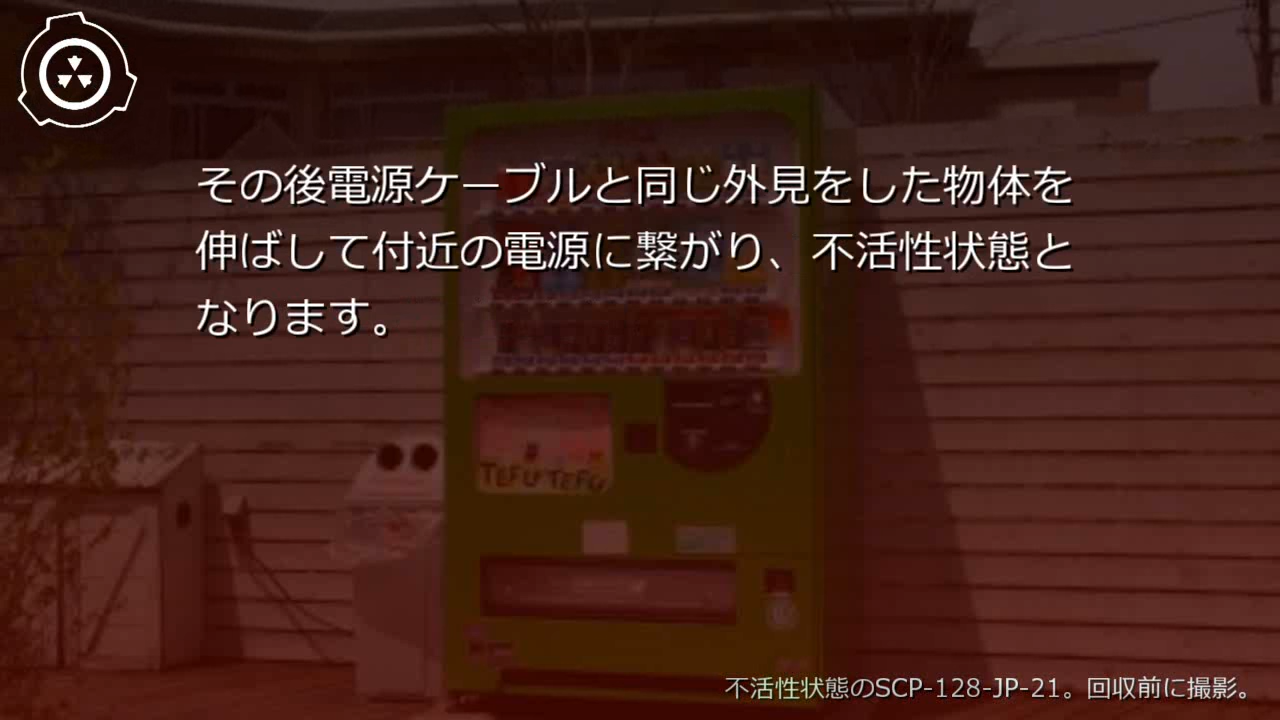 その後電源ケーブルと同じ外見をした物体を
伸ばして付近の電源に繋がり、不活性状態と
なります。
TEFU TEFU
不活性状態のSCP-128-JP-21。回収前に撮影。